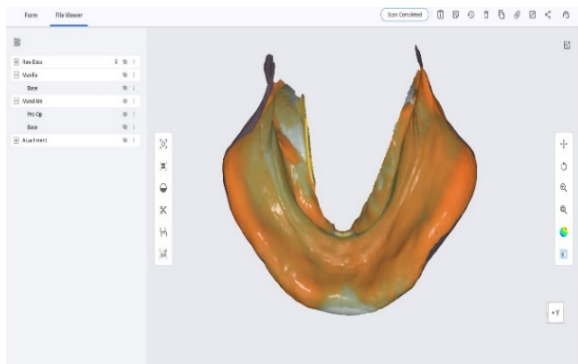 Form File Viewer Scan Completed
Raw Data
Maxilla
Base
Mandible
Pre-Op
Base
Attachment
+Y